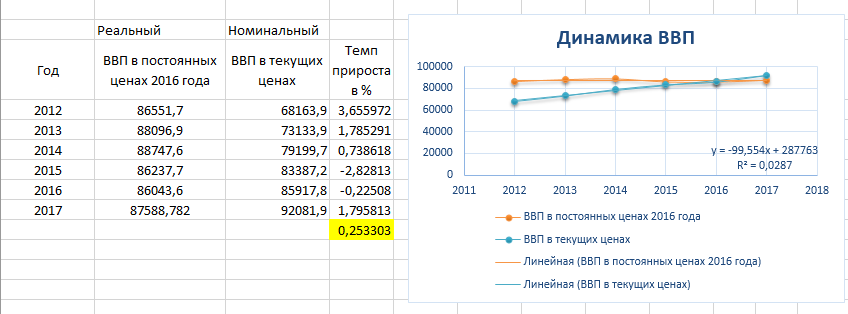 Реальный Номинальный
Год ВВП в постоянных ценах 2016 года ВВП в текущих ценах Темп прироста в %
2012 86551,7 68163,9 3,655972
2013 88096,9 73133,9 1,785291
2014 88747,6 79199,7 0,738618
2015 86237,7 83387,2 -2,82813
2016 86043,6 85917,8 -0,22508
2017 87588,782 92081,9 1,795813
0,253303
Динамика ВВП
100000
80000
60000
40000
20000
0
y = -99,554x + 287763
R² = 0,0287
2011 2012 2013 2014 2015 2016 2017 2018
ВВП в постоянных ценах 2016 года
ВВП в текущих ценах
Линейная (ВВП в постоянных ценах 2016 года)
Линейная (ВВП в текущих ценах)